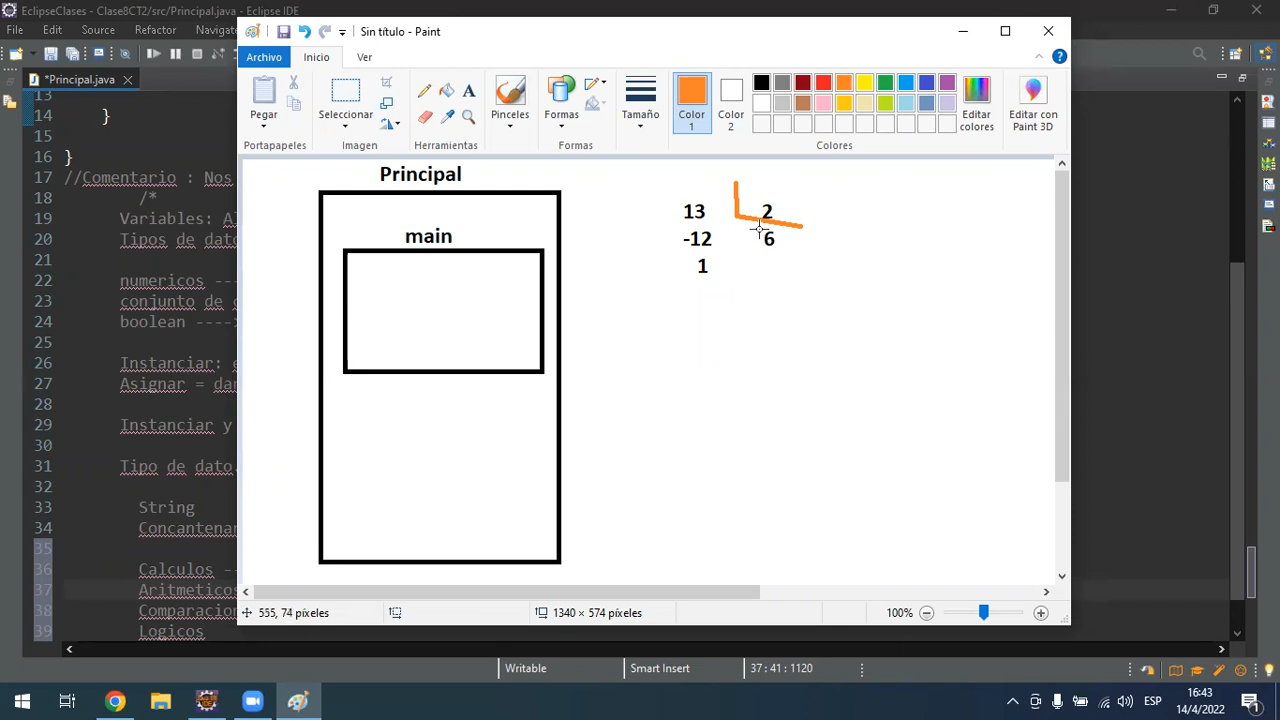 EclipseClases - Clase8CT2/src/Principal.java - Eclipse IDE
File Edit Source Refactor
Sin título - Paint
Archivo Inicio Ver
Pegar
Seleccionar
Pinceles
Formas
Tamaño
Color 1
Color 2
Editar colores
Editar con Paint 3D
Portapapeles
Imagen
Herramientas
Formas
Colores
*Principal.java
13
14 }
15
16 }
17 //Comentario : Nos
18 /*
19 Variables: Al
20 Tipos de dato
21
22 numericos ---
23 conjunto de c
24 boolean ---->
25
26 Instanciar: e
27 Asignar = dar
28
29 Instanciar y
30
31 Tipo de dato
32
33 String
34 Concantenar
35
36 Calculos --
37 Aritmeticos
38 Comparacion
39 Logicos
Principal
main
13 2
-12 6
1
555, 74 píxeles
1340 × 574 píxeles
100%
Writable
Smart Insert
37 : 41 : 1120
ESP
16:43
14/4/2022
1